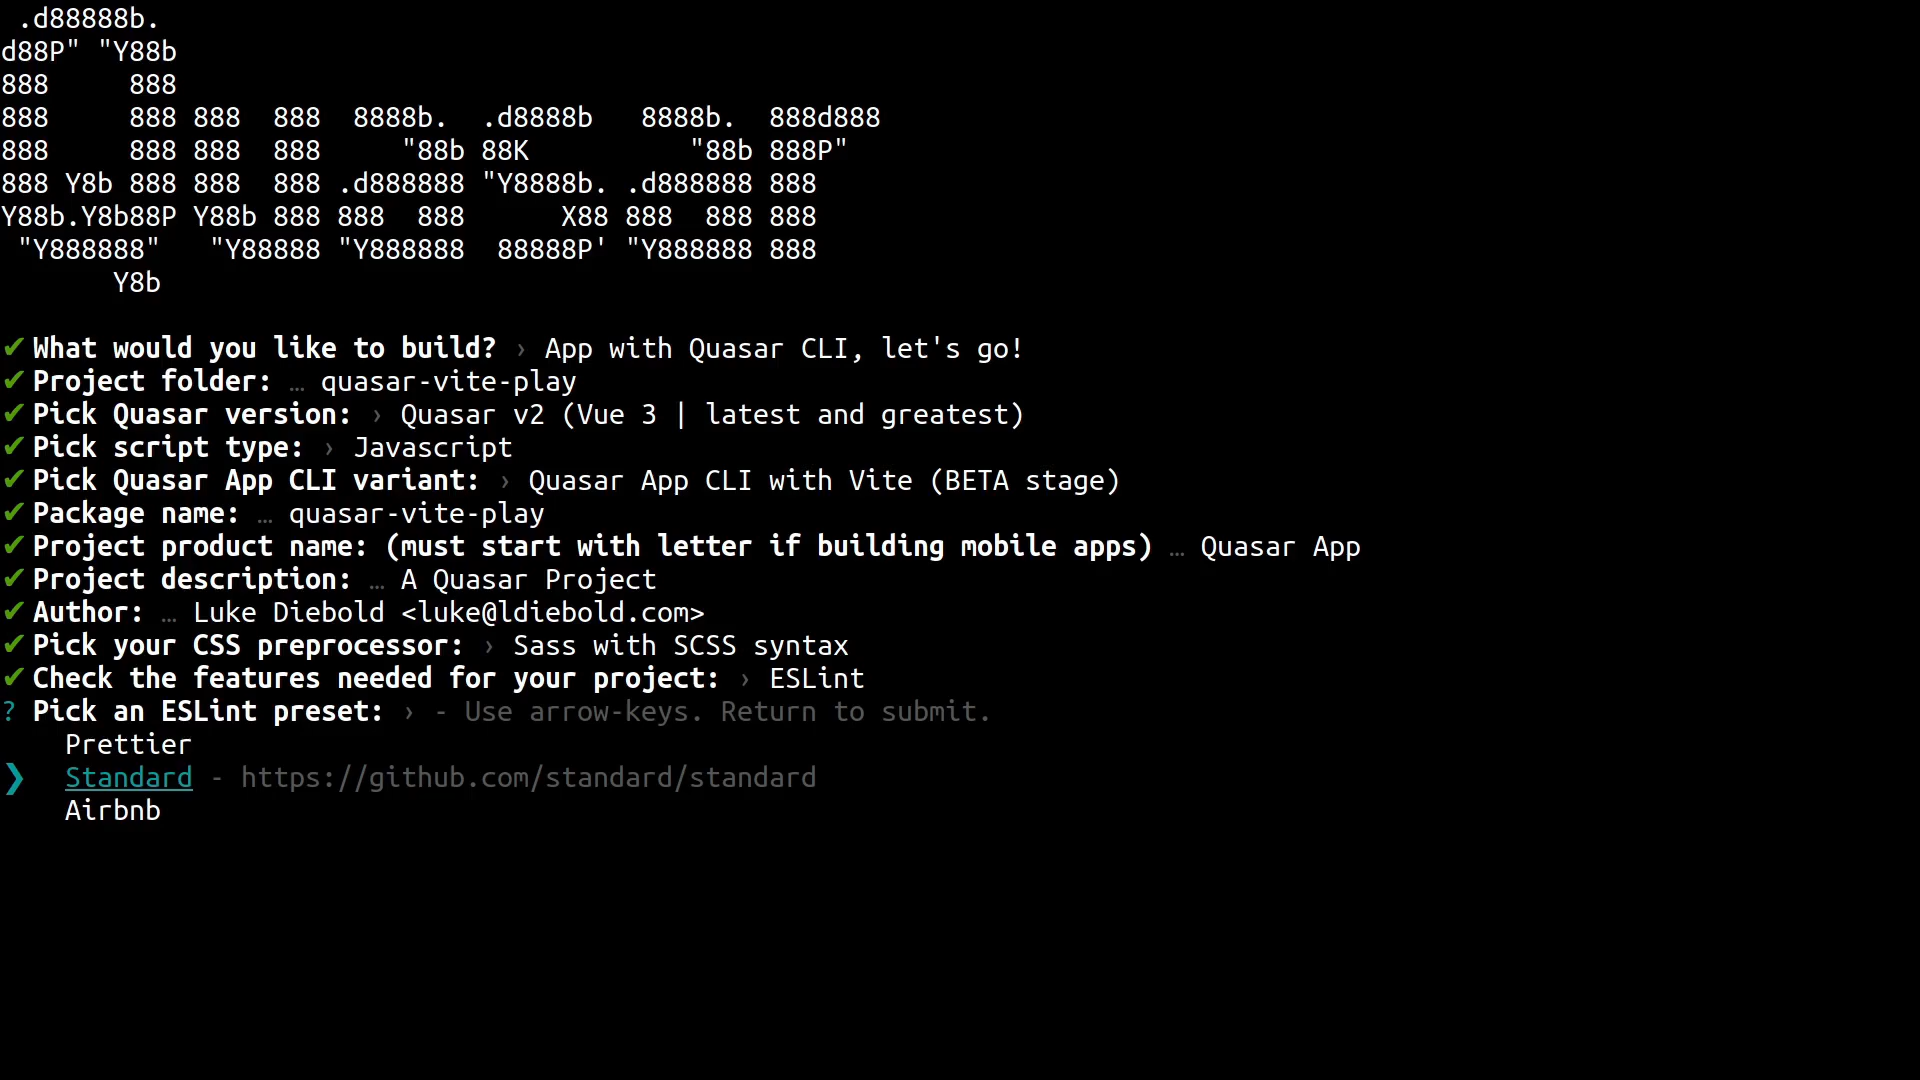 .d88888b.
d88P" "Y88b
888     888
888     888 888  888  8888b.  .d8888b   8888b.  888d888
888     888 888  888     "88b 88K          "88b 888P"
888 Y8b 888 888  888 .d888888 "Y8888b. .d888888 888
Y88b.Y8b88P Y88b 888 888  888      X88 888  888 888
 "Y888888"   "Y88888 "Y888888  88888P' "Y888888 888
       Y8b
✔ What would you like to build? › App with Quasar CLI, let's go!
✔ Project folder: … quasar-vite-play
✔ Pick Quasar version: › Quasar v2 (Vue 3 | latest and greatest)
✔ Pick script type: › Javascript
✔ Pick Quasar App CLI variant: › Quasar App CLI with Vite (BETA stage)
✔ Package name: … quasar-vite-play
✔ Project product name: (must start with letter if building mobile apps) … Quasar App
✔ Project description: … A Quasar Project
✔ Author: … Luke Diebold <luke@ldiebold.com>
✔ Pick your CSS preprocessor: › Sass with SCSS syntax
✔ Check the features needed for your project: › ESLint
? Pick an ESLint preset: › - Use arrow-keys. Return to submit.
    Prettier
❯   Standard - https://github.com/standard/standard
    Airbnb